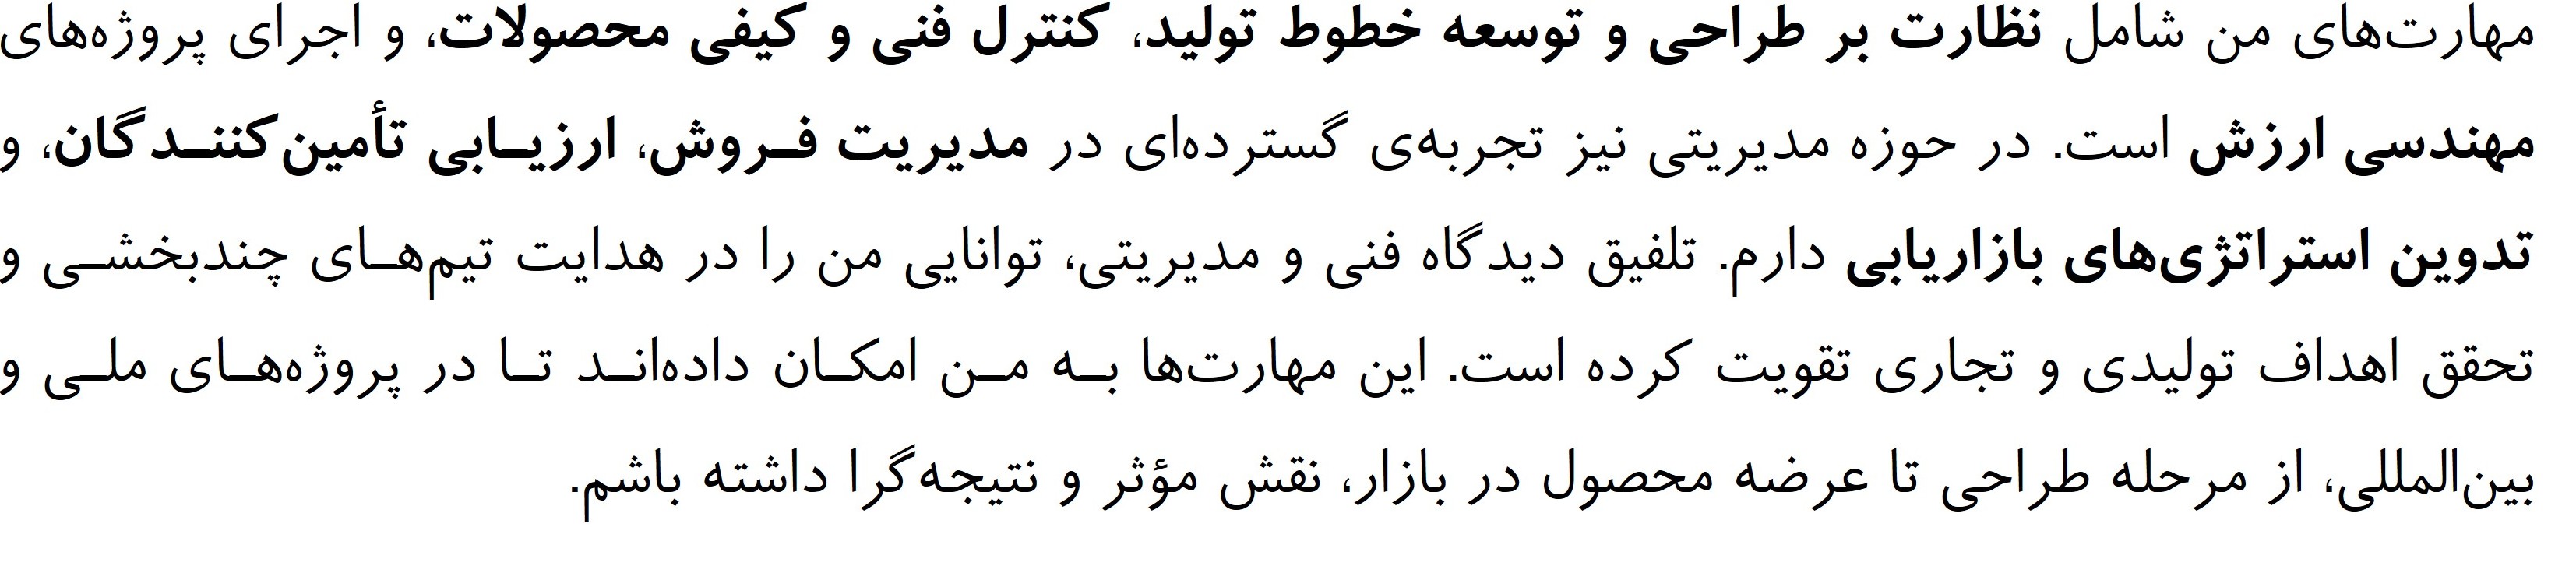 مهارت‌های من شامل نظارت بر طراحی و توسعه خطوط تولید، کنترل فنی و کیفی محصولات، و اجرای پروژه‌های
مهندسی ارزش است. در حوزه مدیریتی نیز تجربه‌ی گسترده‌ای در مدیریت فروش، ارزیابی تأمین‌کنندگان، و
تدوین استراتژی‌های بازاریابی دارم. تلفیق دیدگاه فنی و مدیریتی، توانایی من را در هدایت تیم‌های چندبخشی و
تحقق اهداف تولیدی و تجاری تقویت کرده است. این مهارت‌ها به من امکان داده‌اند تا در پروژه‌های ملی و
بین‌المللی، از مرحله طراحی تا عرضه محصول در بازار، نقش مؤثر و نتیجه‌گرا داشته باشم.